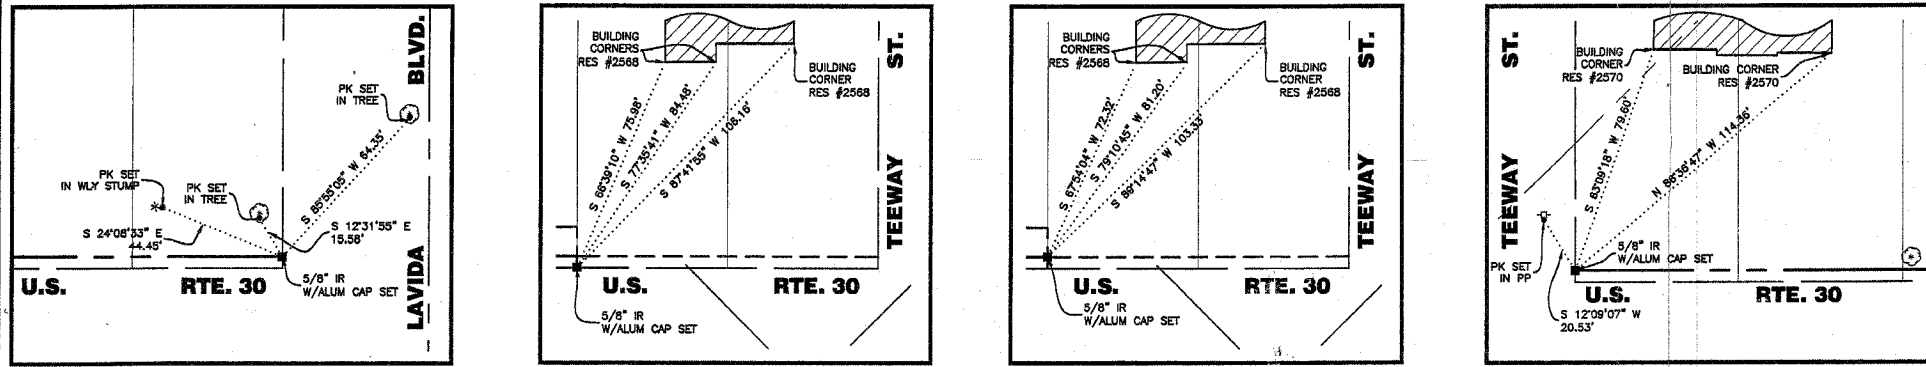 BLVD.
PK SET
IN TREE
S 85°55'05" W 64.35'
PK SET
IN WLY STUMP
PK SET
IN TREE
S 24°08'33" E
44.45'
S 12°31'55" E
15.58'
5/8" IR
W/ALUM CAP SET
U.S. RTE. 30
LAVIDA
BUILDING
CORNERS
RES #2568
BUILDING
CORNER
RES #2568
S 66°39'10" W 75.98'
S 77°35'41" W 84.48'
S 87°41'55" W 106.16'
ST.
TEEWAY
U.S. RTE. 30
5/8" IR
W/ALUM CAP SET
BUILDING
CORNERS
RES #2568
BUILDING
CORNER
RES #2568
S 67°54'04" W 72.32'
S 79°10'45" W 81.20'
S 89°14'47" W 103.33'
ST.
TEEWAY
U.S. RTE. 30
5/8" IR
W/ALUM CAP SET
ST.
TEEWAY
BUILDING
CORNER
RES #2570
BUILDING CORNER
RES #2570
S 83°09'18" W 79.60'
N 86°36'47" W 114.36'
5/8" IR
W/ALUM CAP SET
PK SET
IN PP
U.S. RTE. 30
S 12°09'07" W
20.53'